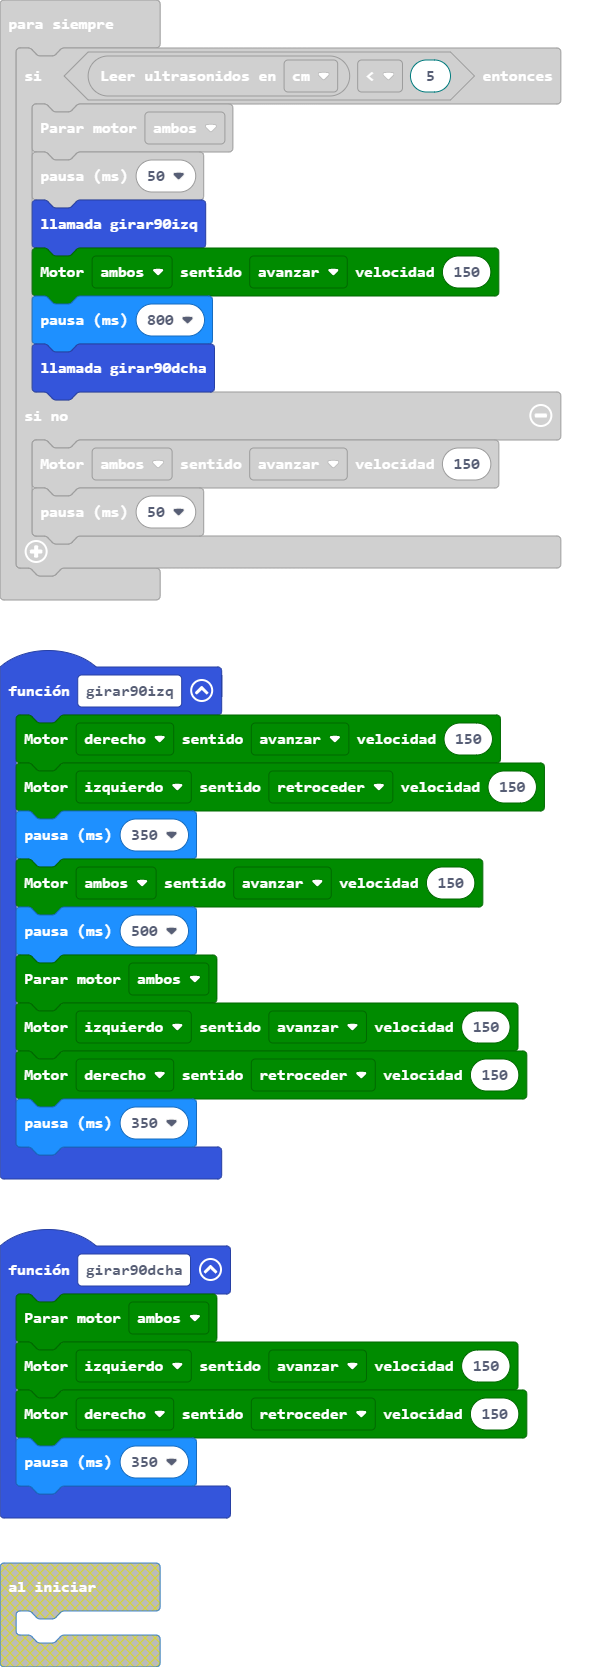 para siempre
si Leer ultrasonidos en cm < 5 entonces
Parar motor ambos
pausa (ms) 50
llamada girar90izq
Motor ambos sentido avanzar velocidad 150
pausa (ms) 800
llamada girar90dcha
si no
Motor ambos sentido avanzar velocidad 150
pausa (ms) 50
función girar90izq
Motor derecho sentido avanzar velocidad 150
Motor izquierdo sentido retroceder velocidad 150
pausa (ms) 350
Motor ambos sentido avanzar velocidad 150
pausa (ms) 500
Parar motor ambos
Motor izquierdo sentido avanzar velocidad 150
Motor derecho sentido retroceder velocidad 150
pausa (ms) 350
función girar90dcha
Parar motor ambos
Motor izquierdo sentido avanzar velocidad 150
Motor derecho sentido retroceder velocidad 150
pausa (ms) 350
al iniciar